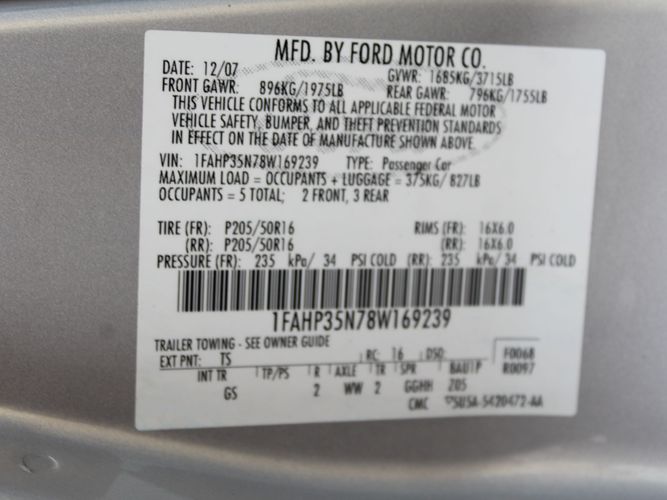 MFD. BY FORD MOTOR CO.
DATE: 12/07 GVWR: 1685KG/3715LB
FRONT GAWR: 896KG/1975LB REAR GAWR: 796KG/1755LB
THIS VEHICLE CONFORMS TO ALL APPLICABLE FEDERAL MOTOR
VEHICLE SAFETY, BUMPER, AND THEFT PREVENTION STANDARDS
IN EFFECT ON THE DATE OF MANUFACTURE SHOWN ABOVE.
VIN: 1FAHP35N78W169239 TYPE: Passenger Car
MAXIMUM LOAD = OCCUPANTS + LUGGAGE = 375KG/ 827LB
OCCUPANTS = 5 TOTAL; 2 FRONT, 3 REAR
TIRE (FR): P205/50R16 RIMS (FR): 16X6.0
(RR): P205/50R16 (RR): 16X6.0
PRESSURE (FR): 235 kPa/ 34 PSI COLD (RR): 235 kPa/ 34 PSI COLD
1FAHP35N78W169239
TRAILER TOWING - SEE OWNER GUIDE
EXT PNT: TS RC: 16 DSO: F0068
INT TR TP/PS R AXLE TR SPR R0097
GS 2 WW 2 GGHH
CMC 5U5A-5420472-AA